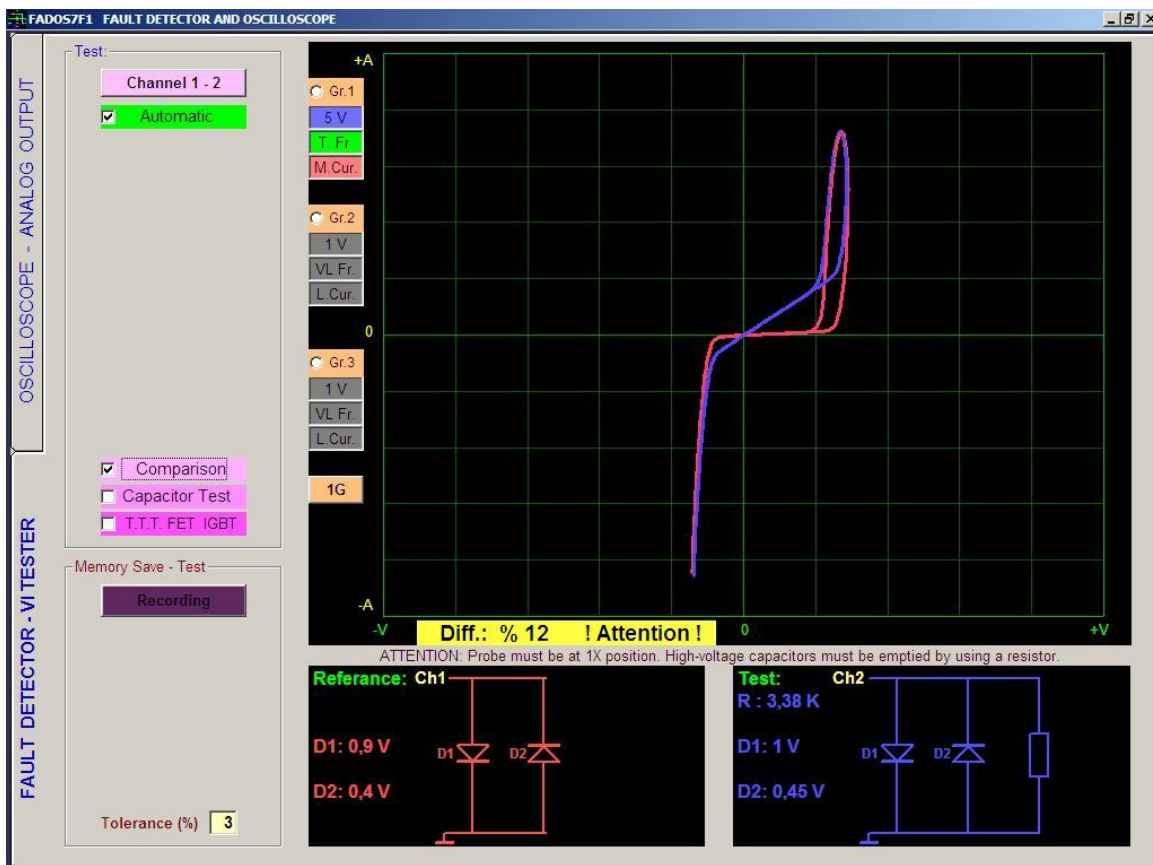 FADOS7F1 FAULT DETECTOR AND OSCILLOSCOPE
OSCILLOSCOPE - ANALOG OUTPUT
FAULT DETECTOR - VI TESTER
Test:
Channel 1 - 2
Automatic
Comparison
Capacitor Test
T.T.T. FET IGBT
Memory Save - Test
Recording
Tolerance (%) 3
+A
0
-A
-V
0
+V
Gr.1
5 V
T. Fr
M.Cur.
Gr.2
1 V
VL Fr.
L.Cur.
Gr.3
1 V
VL Fr.
L.Cur.
1G
Diff.: % 12 ! Attention !
ATTENTION: Probe must be at 1X position. High-voltage capacitors must be emptied by using a resistor.
Referance: Ch1
D1: 0,9 V
D2: 0,4 V
D1
D2
Test: Ch2
R : 3,38 K
D1: 1 V
D2: 0,45 V
D1
D2